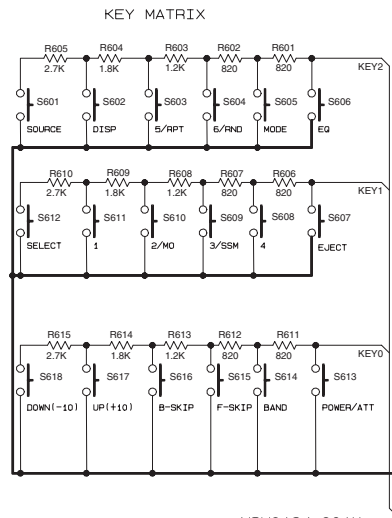 KEY MATRIX
R605 R604 R603 R602 R601
2.7K 1.8K 1.2K 820 820 KEY2
S601 S602 S603 S604 S605 S606
SOURCE DISP 5/RPT 6/RND MODE EQ
R610 R609 R608 R607 R606
2.7K 1.8K 1.2K 820 820 KEY1
S612 S611 S610 S609 S608 S607
SELECT 1 2/MO 3/SSM 4 EJECT
R615 R614 R613 R612 R611
2.7K 1.8K 1.2K 820 820 KEY0
S618 S617 S616 S615 S614 S613
DOWN(-10) UP(+10) B-SKIP F-SKIP BAND POWER/ATT